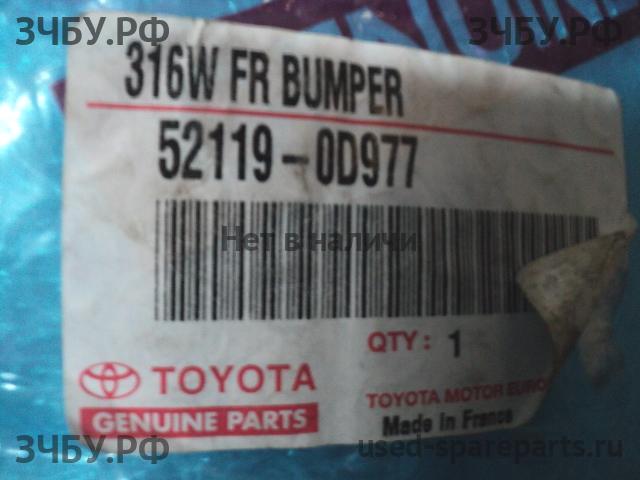 ЗЧБУ.РФ
ЗЧБУ.РФ
316W FR BUMPER
52119-0D977
Нет в наличии
QTY: 1
TOYOTA
TOYOTA MOTOR EURO
GENUINE PARTS
Made in France
ЗЧБУ.РФ
used-spareparts.ru